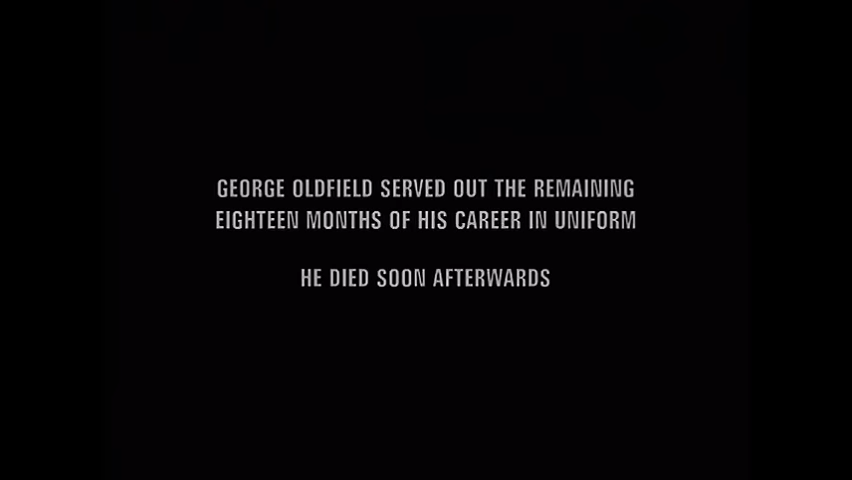 GEORGE OLDFIELD SERVED OUT THE REMAINING
EIGHTEEN MONTHS OF HIS CAREER IN UNIFORM
HE DIED SOON AFTERWARDS